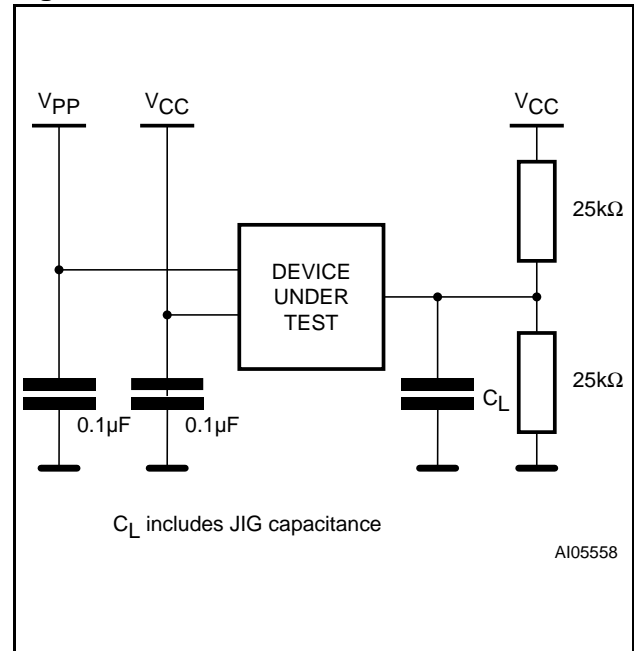 VPP
VCC
VCC
25kΩ
DEVICE
UNDER
TEST
25kΩ
CL
0.1µF
0.1µF
CL includes JIG capacitance
AI05558